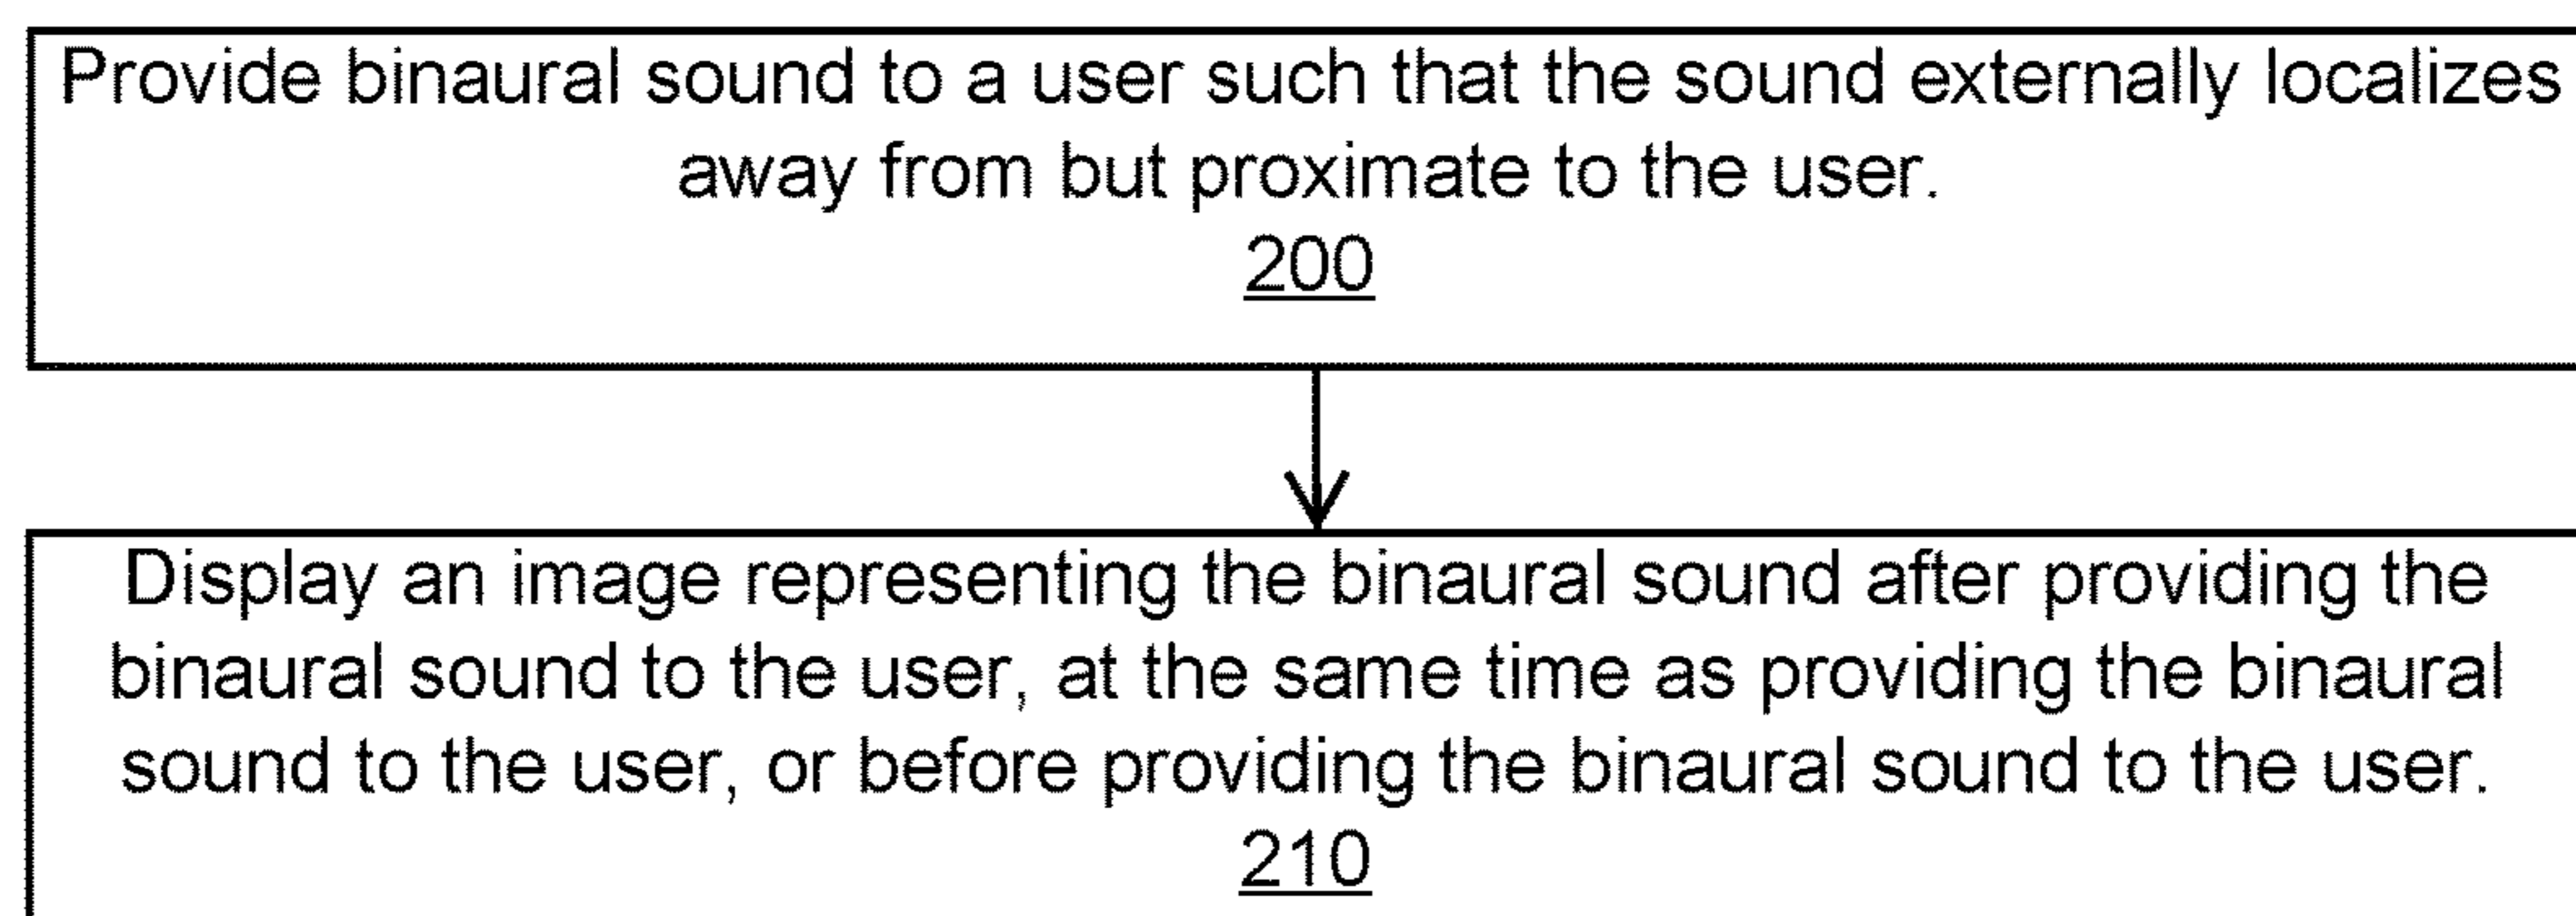 Provide binaural sound to a user such that the sound externally localizes
away from but proximate to the user.
200
Display an image representing the binaural sound after providing the
binaural sound to the user, at the same time as providing the binaural
sound to the user, or before providing the binaural sound to the user.
210